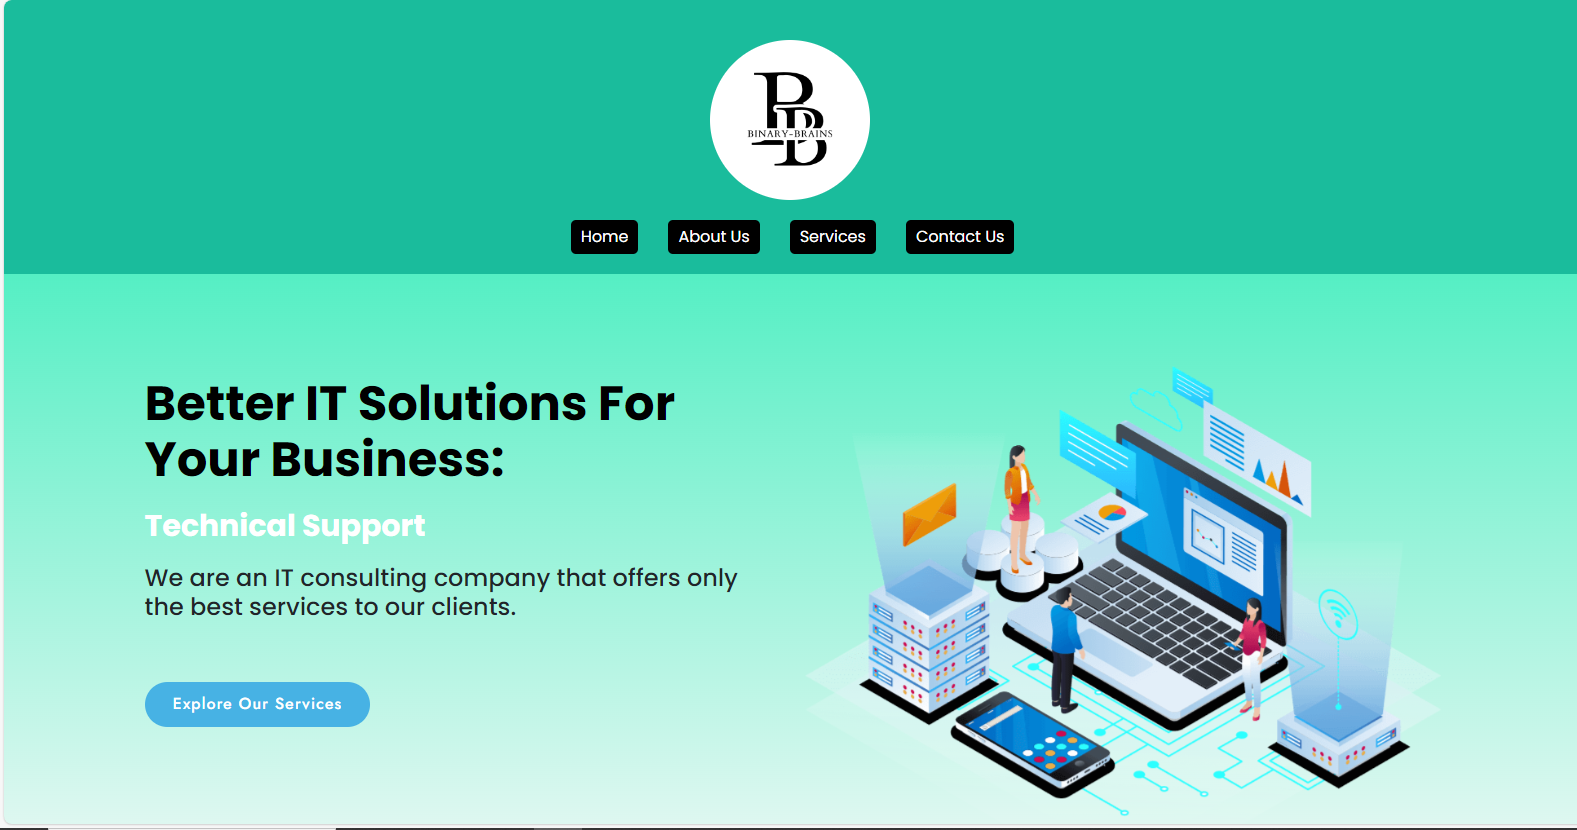 BINARY-BRAINS
Home About Us Services Contact Us
Better IT Solutions For
Your Business:
Technical Support
We are an IT consulting company that offers only
the best services to our clients.
Explore Our Services